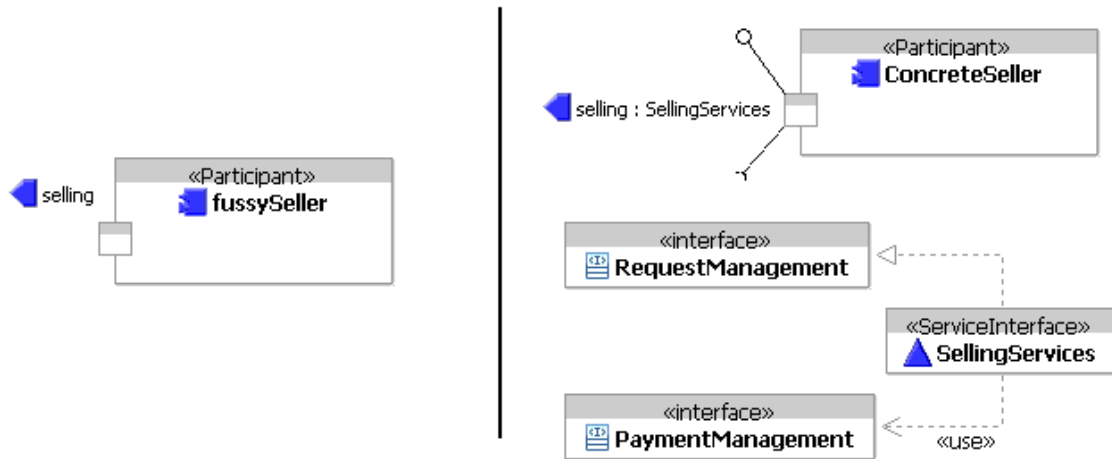 selling
«Participant»
fussySeller
«Participant»
ConcreteSeller
selling : SellingServices
«interface»
RequestManagement
«ServiceInterface»
SellingServices
«interface»
PaymentManagement
«use»